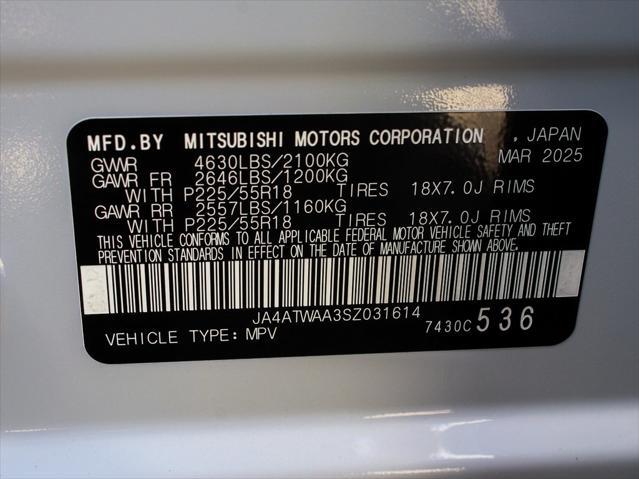 MFD.BY MITSUBISHI MOTORS CORPORATION . JAPAN
GVWR 4630LBS/2100KG MAR 2025
GAWR FR 2646LBS/1200KG
WITH P225/55R18 TIRES 18X7.0J RIMS
GAWR RR 2557LBS/1160KG
WITH P225/55R18 TIRES 18X7.0J RIMS
THIS VEHICLE CONFORMS TO ALL APPLICABLE FEDERAL MOTOR VEHICLE SAFETY AND THEFT
PREVENTION STANDARDS IN EFFECT ON THE DATE OF MANUFACTURE SHOWN ABOVE.
JA4ATWAA3SZ031614
VEHICLE TYPE: MPV 7430C 536